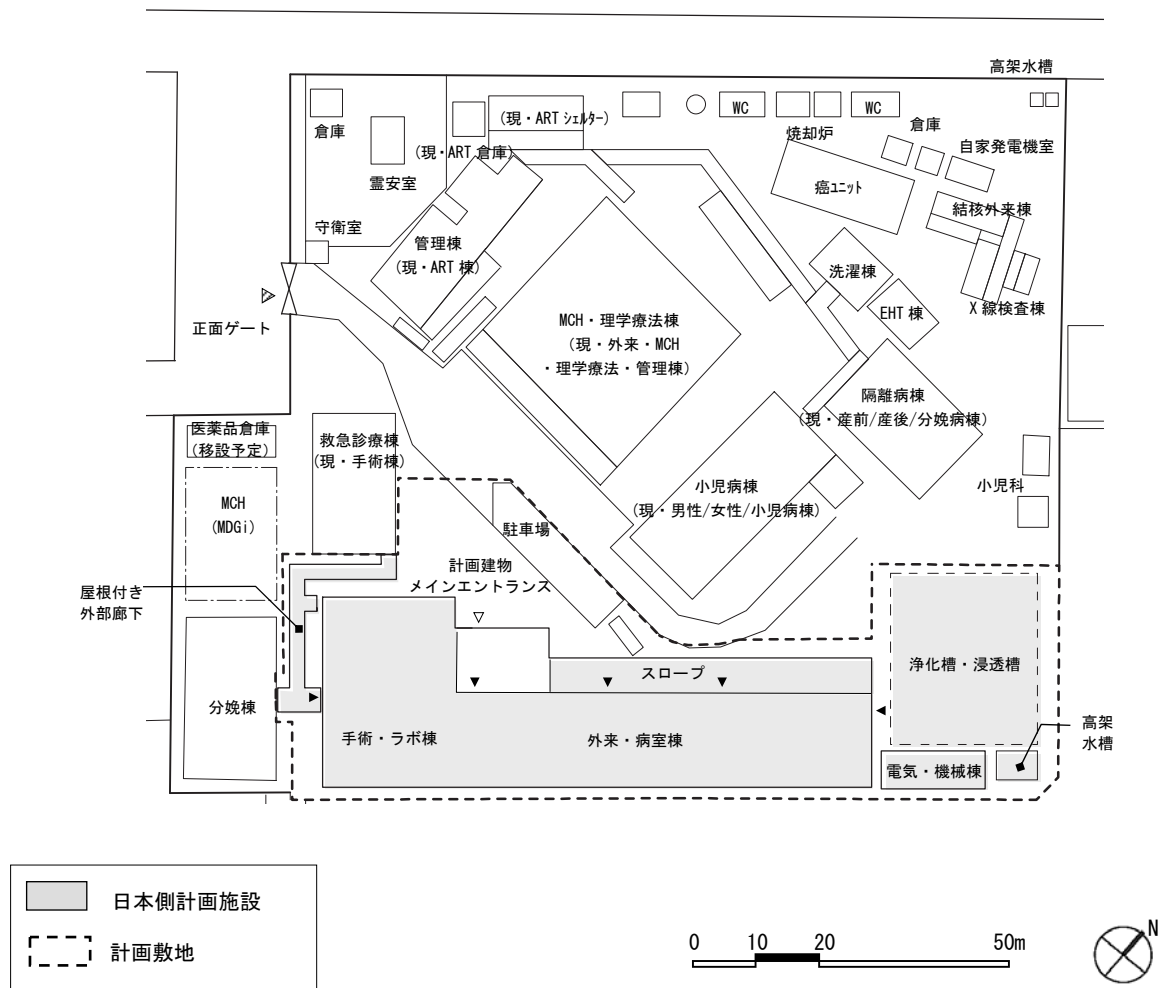 高架水槽
倉庫
霊安室
守衛室
(現・ART 倉庫)
(現・ART シェルター)
WC
WC
焼却炉
倉庫
自家発電機室
癌ユニット
結核外来棟
X 線検査棟
管理棟
(現・ART 棟)
洗濯棟
EHT 棟
正面ゲート
MCH・理学療法棟
(現・外来・MCH
・理学療法・管理棟)
隔離病棟
(現・産前/産後/分娩病棟)
医薬品倉庫
(移設予定)
救急診療棟
(現・手術棟)
MCH
(MDGi)
小児病棟
(現・男性/女性/小児病棟)
小児科
駐車場
計画建物
メインエントランス
屋根付き
外部廊下
分娩棟
スロープ
浄化槽・浸透槽
手術・ラボ棟
外来・病室棟
電気・機械棟
高架
水槽
日本側計画施設
計画敷地
0 10 20 50m
N